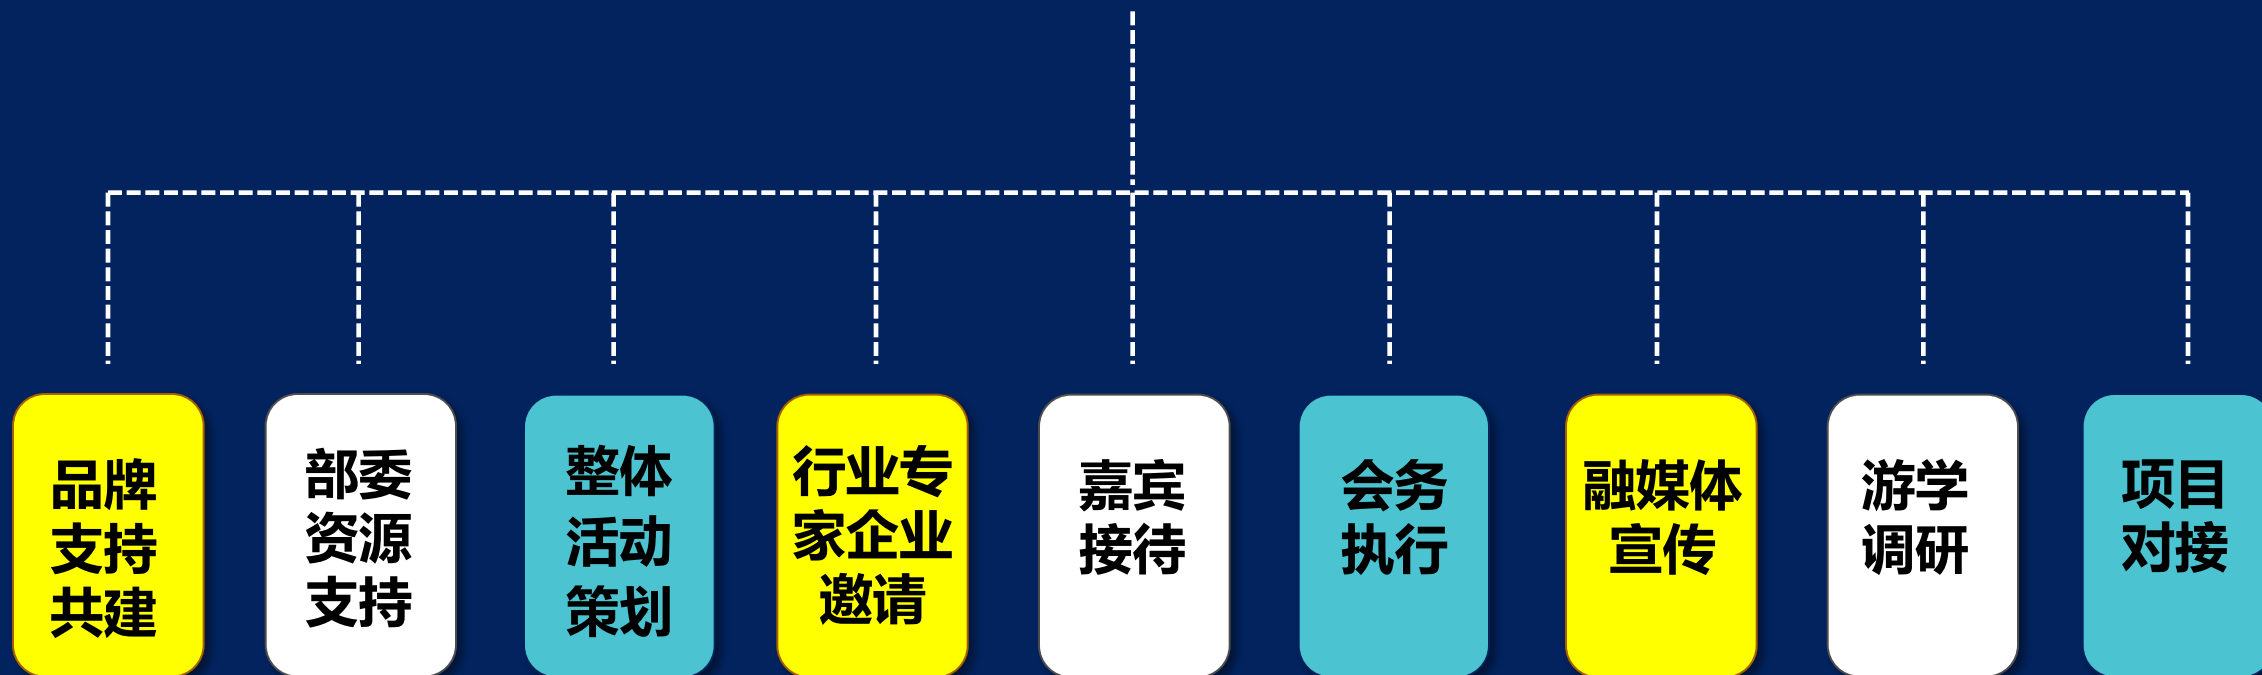 品牌
支持
共建
部委
资源
支持
整体
活动
策划
行业专
家企业
邀请
嘉宾
接待
会务
执行
融媒体
宣传
游学
调研
项目
对接